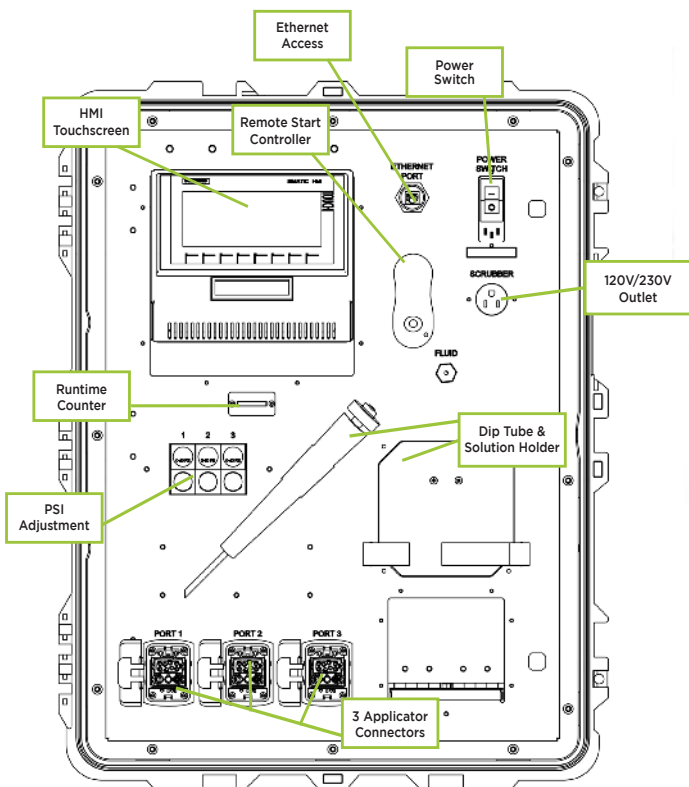 Ethernet
Access
Power
Switch
HMI
Touchscreen
Remote Start
Controller
ETHERNET
PORT
POWER
SWITCH
SIMATIC HMI
SCRUBBER
120V/230V
Outlet
FLUID
Runtime
Counter
1 2 3
Dip Tube &
Solution Holder
PSI
Adjustment
PORT 1 PORT 2 PORT 3
3 Applicator
Connectors